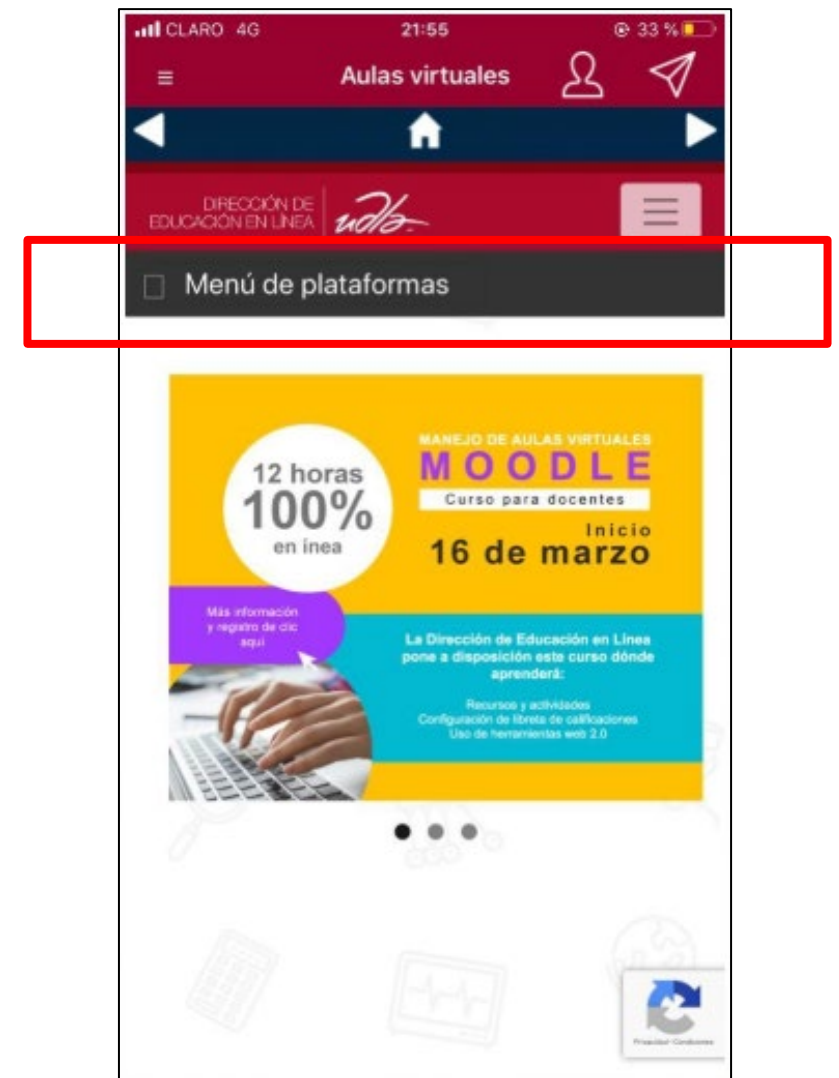 CLARO 4G 21:55 33 %
Aulas virtuales
DIRECCIÓN DE
EDUCACIÓN EN LÍNEA
udla-
Menú de plataformas
12 horas
100%
en ínea
MANEJO DE AULAS VIRTUALES
MOODLE
Curso para docentes
Inicio
16 de marzo
Más información
y registro de clic
aquí
La Dirección de Educación en Línea
pone a disposición este curso dónde
aprenderá:
Recursos y actividades
Configuración de libreta de calificaciones
Uso de herramientas web 2.0
Privacidad - Condiciones